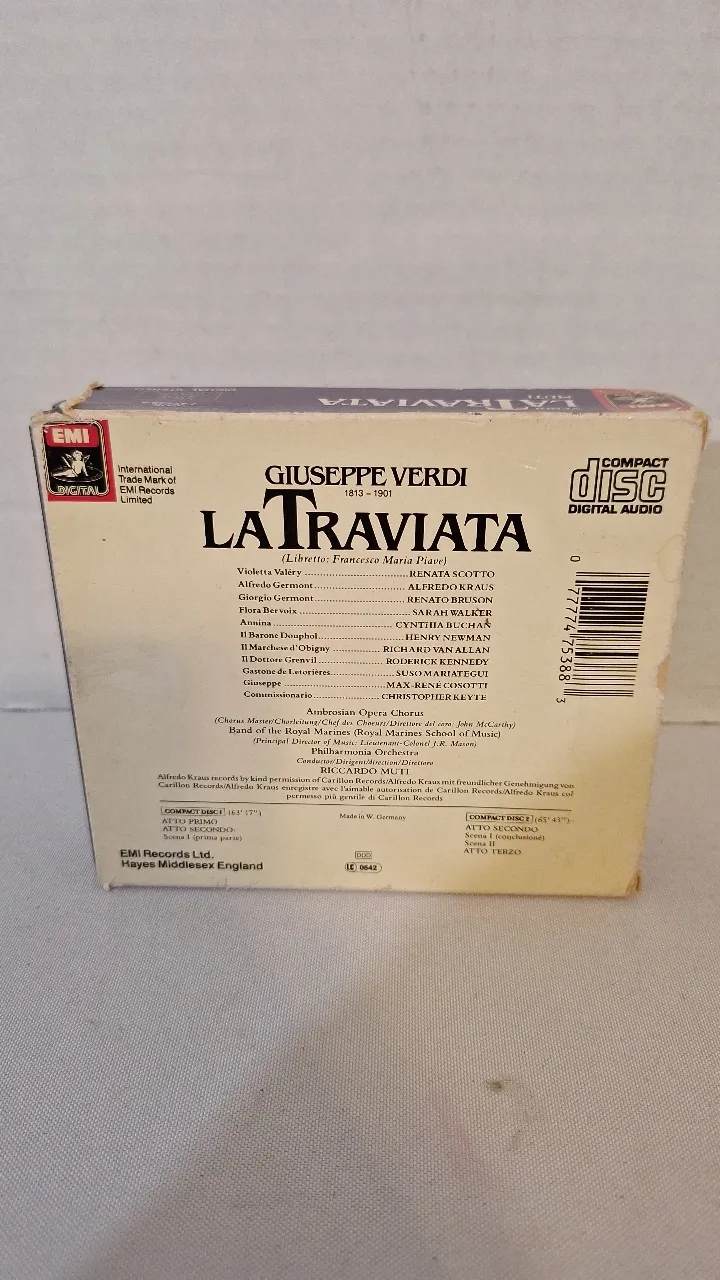 LA TRAVIATA
EMI
DIGITAL
International
Trade Mark of
EMI Records
Limited
GIUSEPPE VERDI
1813 - 1901
LA TRAVIATA
(Libretto: Francesco Maria Piave)
COMPACT
disc
DIGITAL AUDIO
Violetta Valéry ........ RENATA SCOTTO
Alfredo Germont ........ ALFREDO KRAUS
Giorgio Germont ........ RENATO BRUSON
Flora Bervoix ........ SARAH WALKER
Annina ........ CYNTHIA BUCHAN
Il Barone Douphol ........ HENRY NEWMAN
Il Marchese d'Obigny ........ RICHARD VAN ALLAN
Il Dottore Grenvil ........ RODERICK KENNEDY
Gastone de Letorières ........ SUSO MARIATEGUI
Giuseppe ........ MAX-RENÉ COSOTTI
Commissionario ........ CHRISTOPHER KEYTE
0 77774 75388 3
Ambrosian Opera Chorus
(Chorus Master/Chorleitung/Chef des Choeurs/Direttore del coro: John McCarthy)
Band of the Royal Marines (Royal Marines School of Music)
(Principal Director of Music: Lieutenant-Colonel J.R. Mason)
Philharmonia Orchestra
Conductor/Dirigent/direction/Direttore
RICCARDO MUTI
Alfredo Kraus records by kind permission of Carillon Records/Alfredo Kraus mit freundlicher Genehmigung von
Carillon Records/Alfredo Kraus enregistre avec l'aimable autorisation de Carillon Records/Alfredo Kraus col
permesso più gentile di Carillon Records
COMPACT DISC 1 (63' 17")
ATTO PRIMO
ATTO SECONDO:
Scena I (prima parte)
Made in W. Germany
COMPACT DISC 2 (65' 43")
ATTO SECONDO
Scena I (conclusione)
Scena II
ATTO TERZO
EMI Records Ltd.
Hayes Middlesex England
DDD
LC 0542